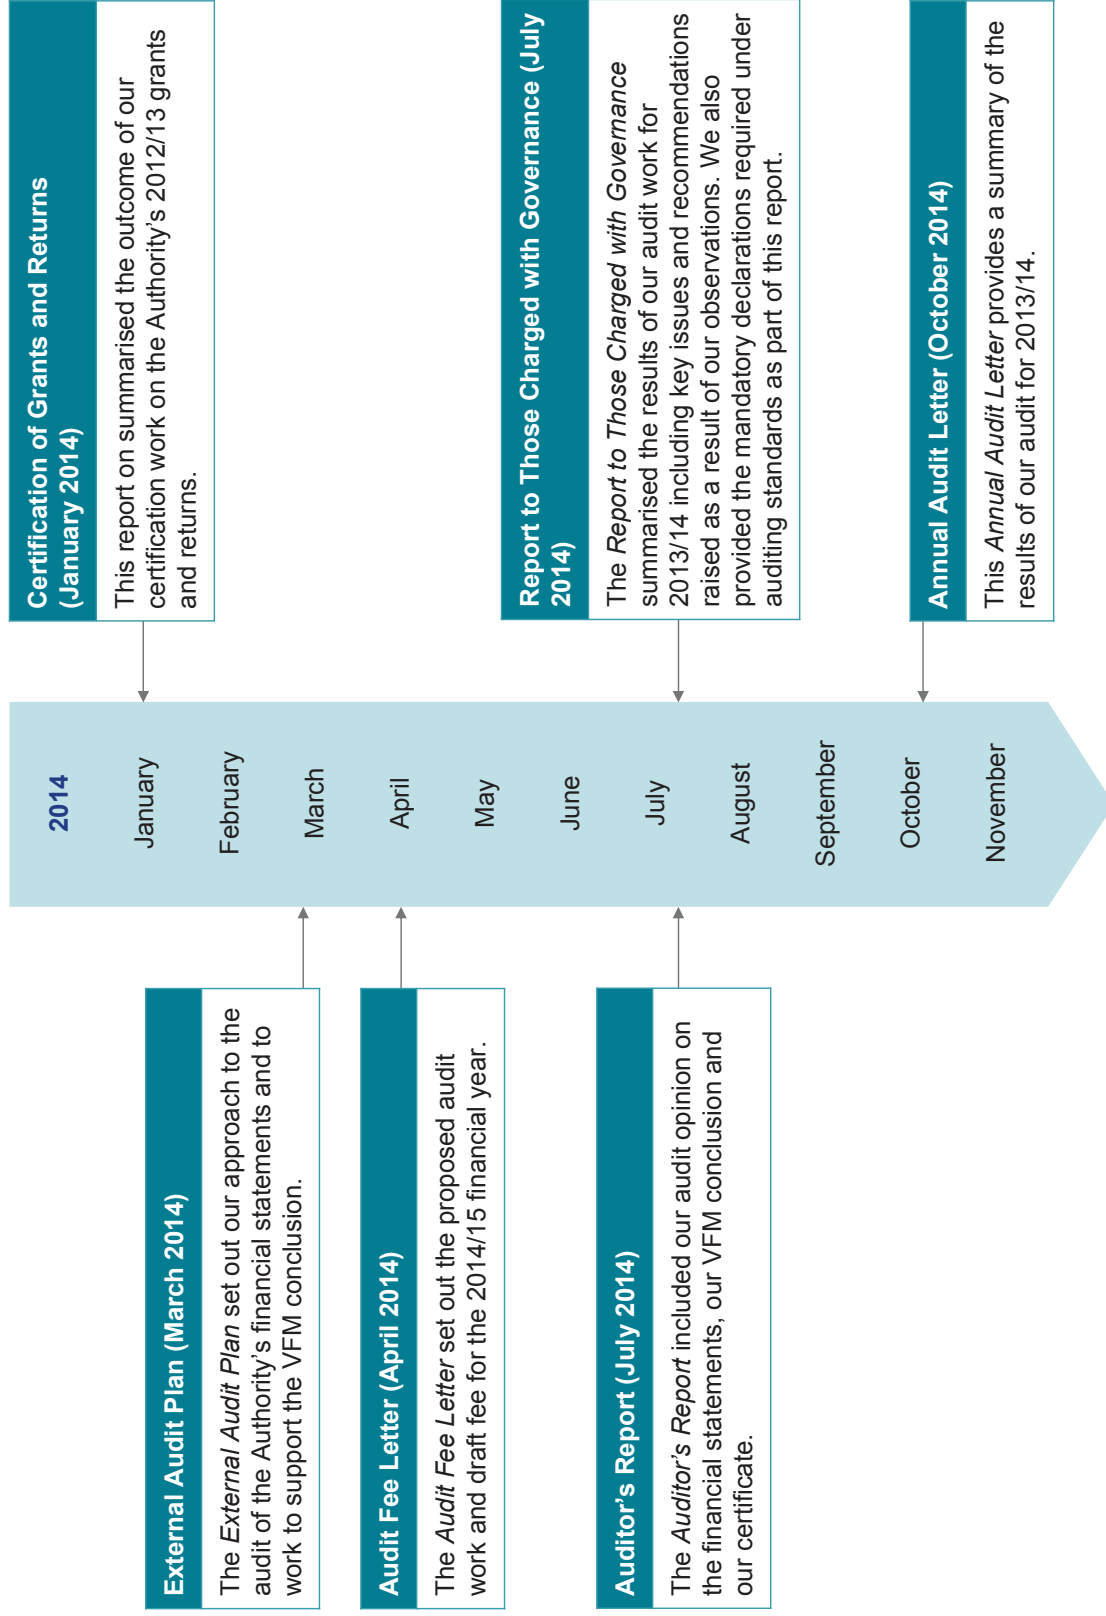 2014
January
February
March
April
May
June
July
August
September
October
November
External Audit Plan (March 2014)
The External Audit Plan set out our approach to the
audit of the Authority’s financial statements and to
work to support the VFM conclusion.
Audit Fee Letter (April 2014)
The Audit Fee Letter set out the proposed audit
work and draft fee for the 2014/15 financial year.
Auditor’s Report (July 2014)
The Auditor’s Report included our audit opinion on
the financial statements, our VFM conclusion and
our certificate.
Certification of Grants and Returns
(January 2014)
This report on summarised the outcome of our
certification work on the Authority’s 2012/13 grants
and returns.
Report to Those Charged with Governance (July
2014)
The Report to Those Charged with Governance
summarised the results of our audit work for
2013/14 including key issues and recommendations
raised as a result of our observations. We also
provided the mandatory declarations required under
auditing standards as part of this report.
Annual Audit Letter (October 2014)
This Annual Audit Letter provides a summary of the
results of our audit for 2013/14.